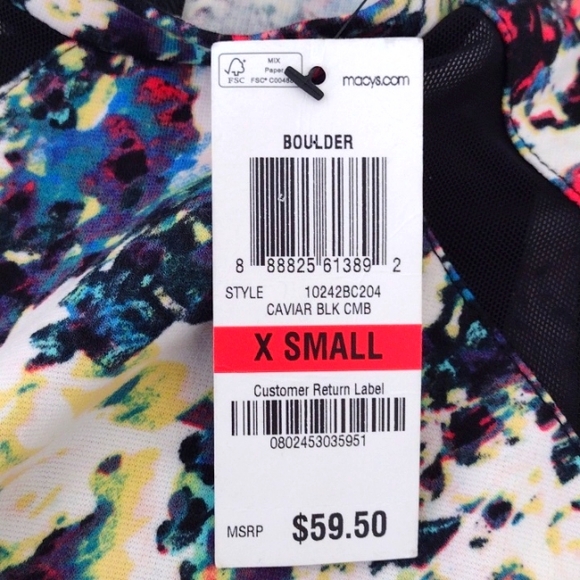 MIX
Paper
FSC
macys.com
BOULDER
8 88825 61389 2
STYLE 10242BC204
CAVIAR BLK CMB
X SMALL
Customer Return Label
0802453035951
MSRP $59.50